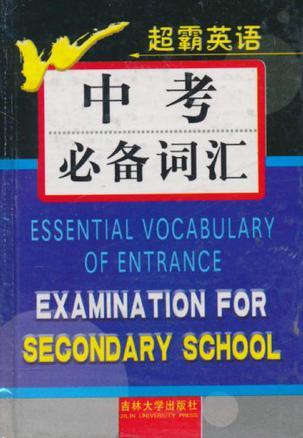 超霸英语
中考
必备词汇
ESSENTIAL VOCABULARY
OF ENTRANCE
EXAMINATION FOR
SECONDARY SCHOOL
吉林大学出版社
JILIN UNIVERSITY PRESS